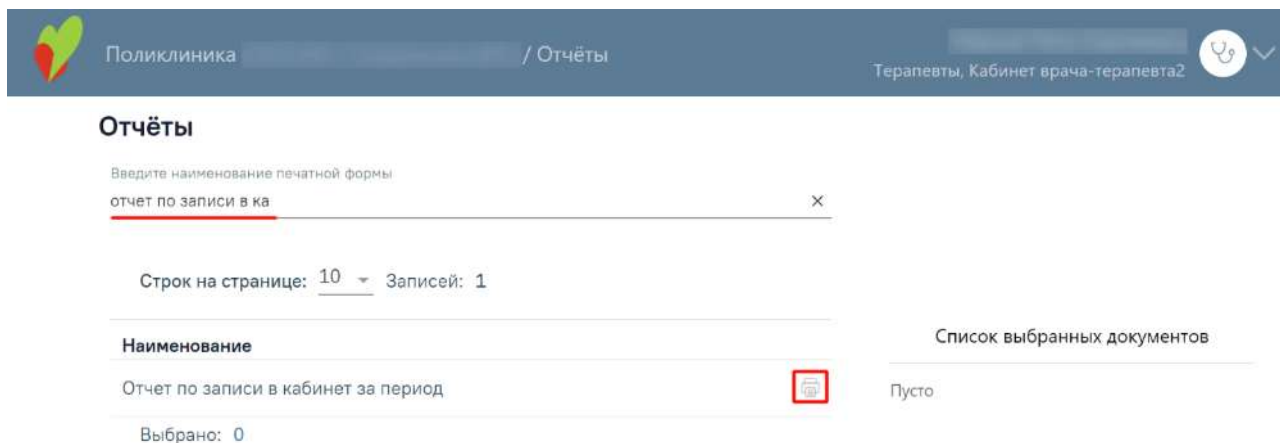 Поликлиника / Отчёты
Терапевты, Кабинет врача-терапевта2
Отчёты
Введите наименование печатной формы
отчет по записи в ка
Строк на странице: 10 Записей: 1
Наименование
Отчет по записи в кабинет за период
Выбрано: 0
Список выбранных документов
Пусто